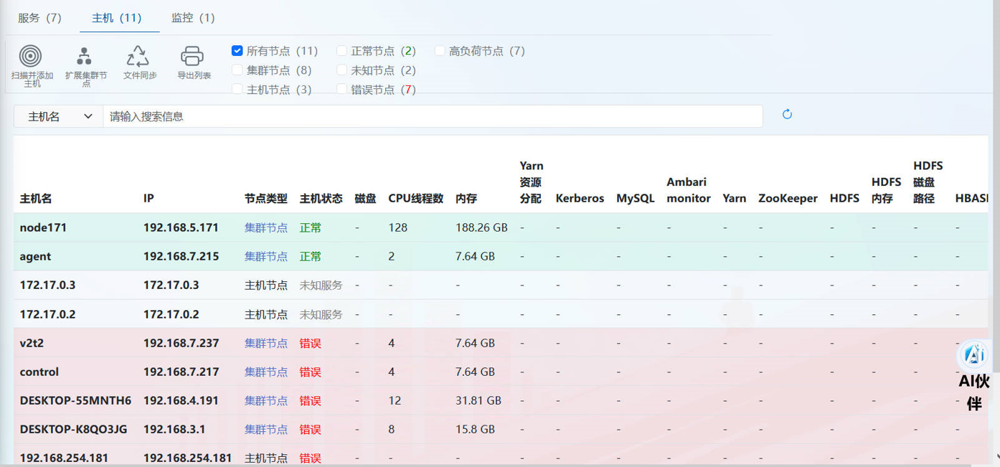 服务 (7) 主机 (11) 监控 (1)
扫描并添加主机 扩展集群节点 文件同步 导出列表
所有节点 (11) 正常节点 (2) 高负荷节点 (7)
集群节点 (8) 未知节点 (2)
主机节点 (3) 错误节点 (7)
主机名 请输入搜索信息
主机名 IP 节点类型 主机状态 磁盘 CPU线程数 内存 Yarn资源分配 Kerberos MySQL Ambari monitor Yarn ZooKeeper HDFS HDFS内存 HDFS磁盘路径 HBAS
node171 192.168.5.171 集群节点 正常 - 128 188.26 GB - - - - - - - - - -
agent 192.168.7.215 集群节点 正常 - 2 7.64 GB - - - - - - - - - -
172.17.0.3 172.17.0.3 主机节点 未知服务 - - - - - - - - - - - - -
172.17.0.2 172.17.0.2 主机节点 未知服务 - - - - - - - - - - - - -
v2t2 192.168.7.237 集群节点 错误 - 4 7.64 GB - - - - - - - - - -
control 192.168.7.217 集群节点 错误 - 4 7.64 GB - - - - - - - - - -
DESKTOP-55MNTH6 192.168.4.191 集群节点 错误 - 12 31.81 GB - - - - - - - - - -
DESKTOP-K8QO3JG 192.168.3.1 集群节点 错误 - 8 15.8 GB - - - - - - - - - -
192.168.254.181 192.168.254.181 主机节点 错误 - - - - - - - - - - - - -
Ai
AI伙
伴